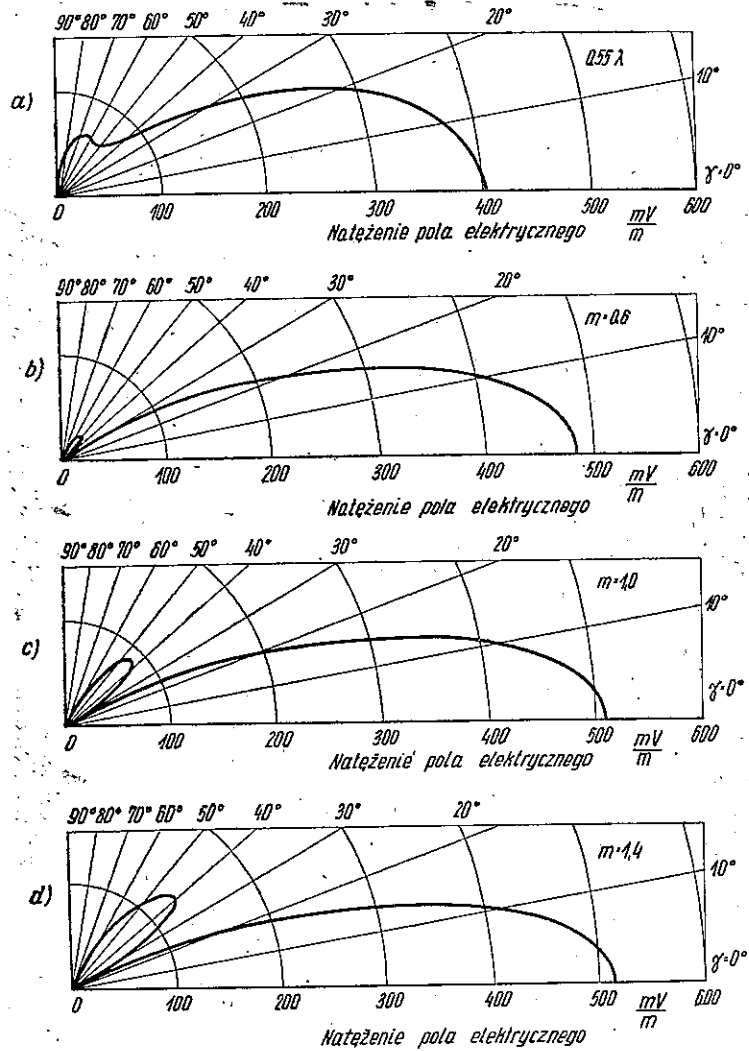 90° 80° 70° 60° 50° 40° 30° 20°
0,55 λ
10°
a)
γ=0°
0 100 200 300 400 500 mV/m 600
Natężenie pola elektrycznego
90° 80° 70° 60° 50° 40° 30° 20°
m=0,6
10°
b)
γ=0°
0 100 200 300 400 500 mV/m 600
Natężenie pola elektrycznego
90° 80° 70° 60° 50° 40° 30° 20°
m=1,0
10°
c)
γ=0°
0 100 200 300 400 500 mV/m 600
Natężenie pola elektrycznego
90° 80° 70° 60° 50° 40° 30° 20°
m=1,4
10°
d)
γ=0°
0 100 200 300 400 500 mV/m 600
Natężenie pola elektrycznego